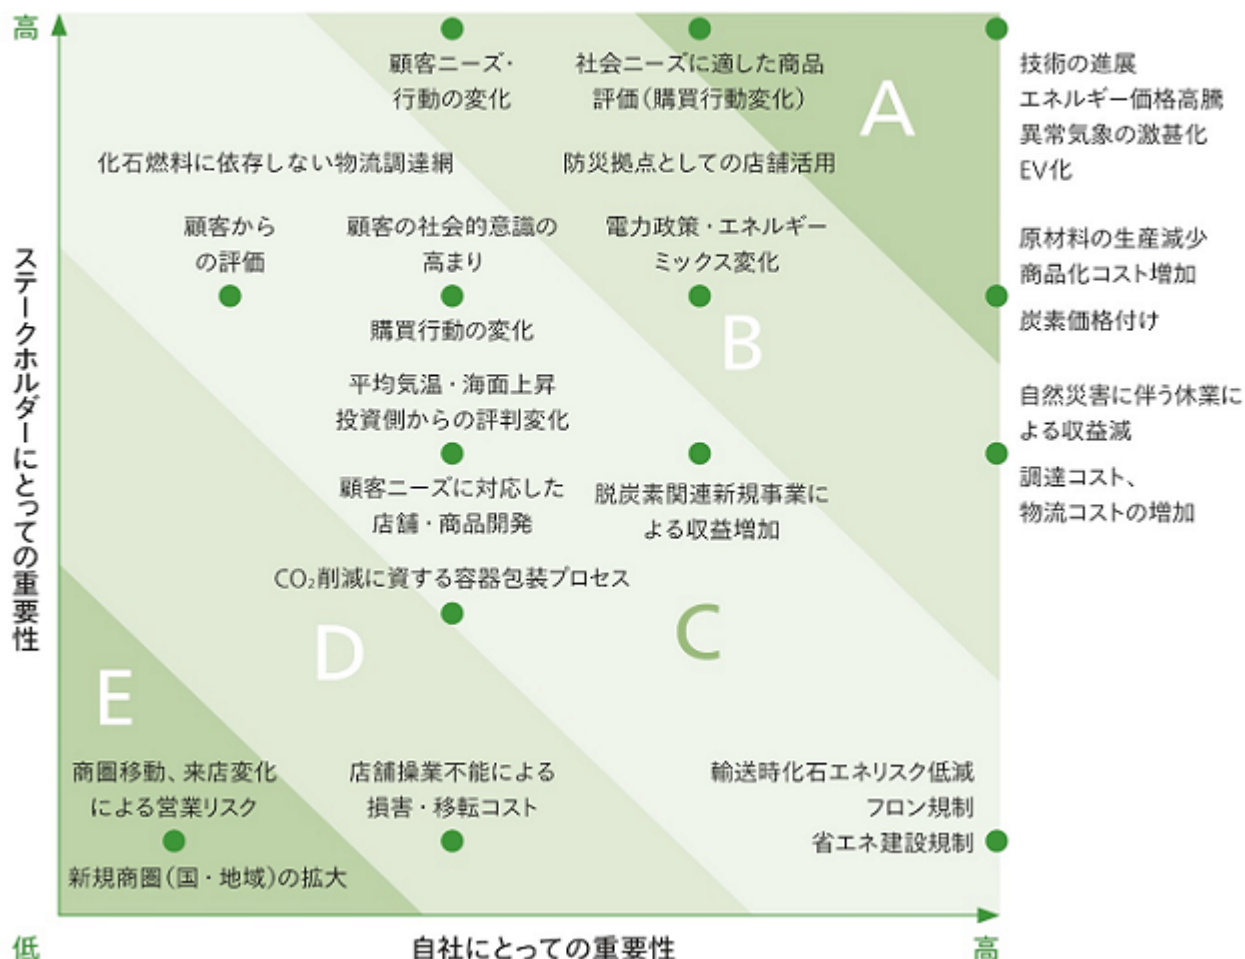 高
顧客ニーズ・
行動の変化
社会ニーズに適した商品
評価（購買行動変化）
A
技術の進展
エネルギー価格高騰
異常気象の激甚化
EV化
化石燃料に依存しない物流調達網
防災拠点としての店舗活用
顧客から
の評価
顧客の社会的意識の
高まり
電力政策・エネルギー
ミックス変化
原材料の生産減少
商品化コスト増加
炭素価格付け
購買行動の変化
B
平均気温・海面上昇
投資側からの評判変化
自然災害に伴う休業に
よる収益減
調達コスト、
物流コストの増加
顧客ニーズに対応した
店舗・商品開発
脱炭素関連新規事業に
よる収益増加
CO₂削減に資する容器包装プロセス
C
D
E
商圏移動、来店変化
による営業リスク
新規商圏（国・地域）の拡大
店舗操業不能による
損害・移転コスト
輸送時化石エネリスク低減
フロン規制
省エネ建設規制
ステークホルダーにとっての重要性
低
自社にとっての重要性
高